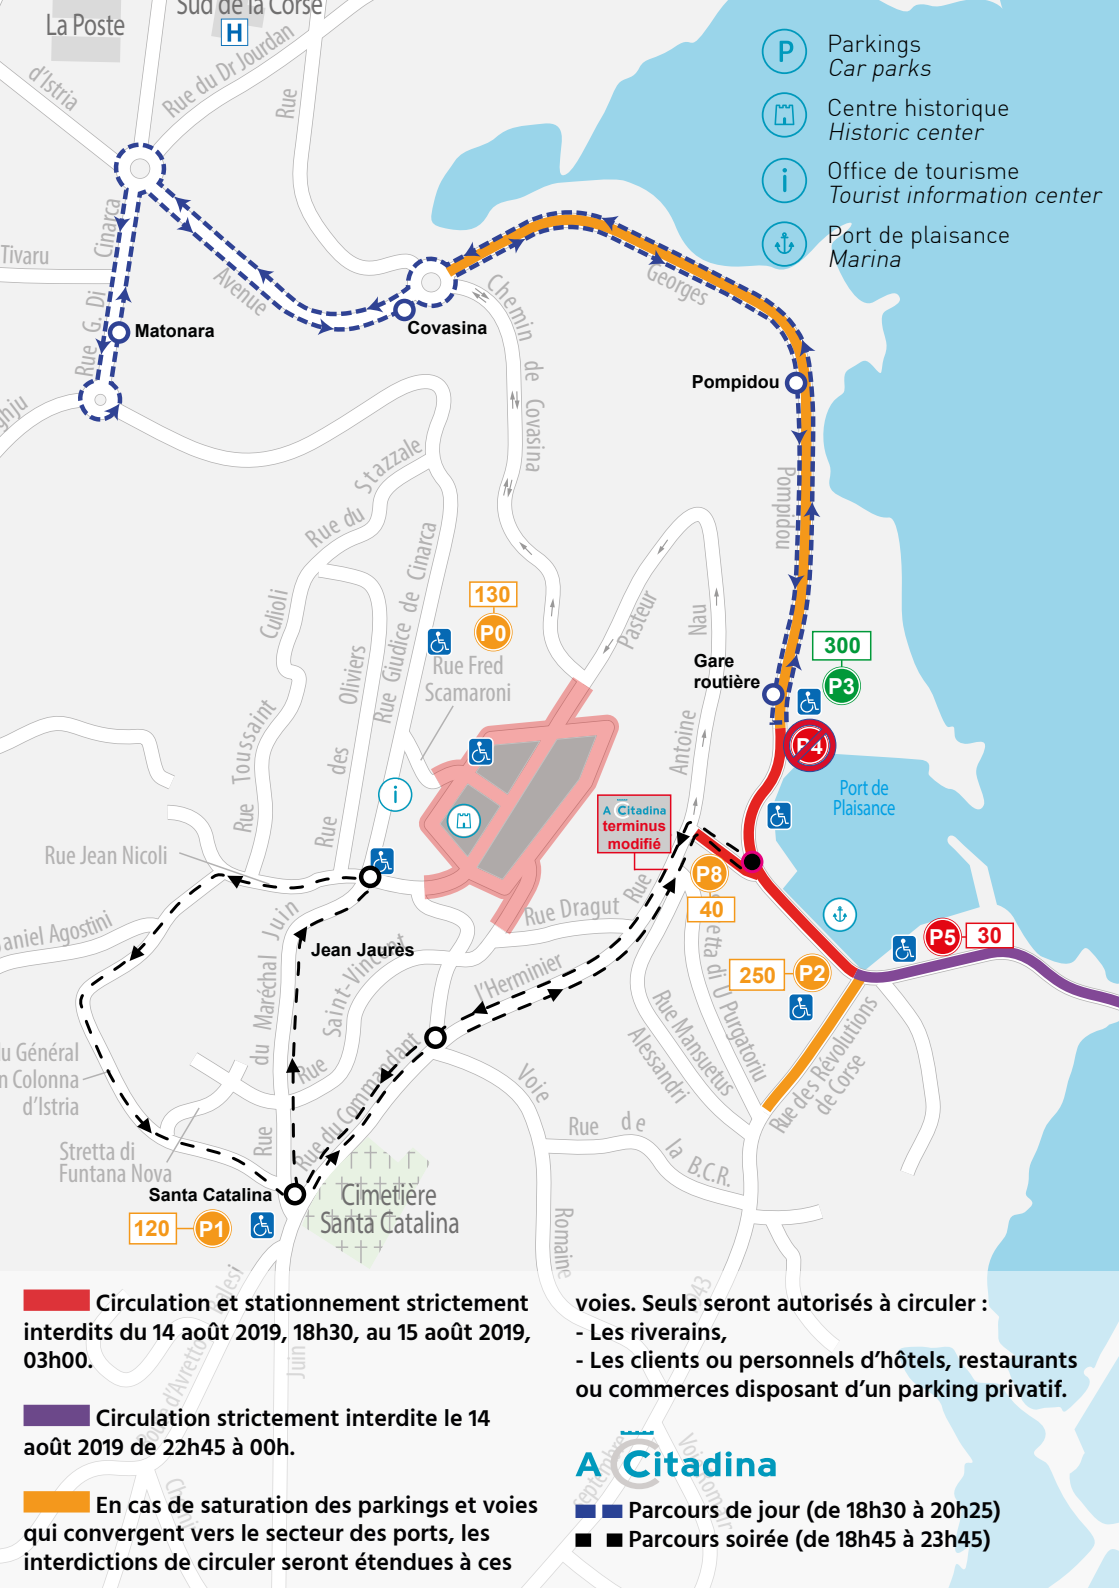 La Poste
Sud de la Corse
H
d'Istria
Rue du Dr Jourdan
Rue
P
Parkings
Car parks
Centre historique
Historic center
i
Office de tourisme
Tourist information center
Port de plaisance
Marina
Tivaru
Rue G. Di Cinarca
Avenue
Georges
Matonara
Covasina
Chemin de Covasina
Pompidou
Pompidou
ghju
Rue du Stazzale
Rue Giudice de Cinarca
Rue Toussaint Culioli
Rue des Oliviers
130
P0
Rue Fred
Scamaroni
Pasteur
Antoine Nau
Gare
routière
300
P3
P4
i
Port de
Plaisance
A Citadina
terminus
modifié
Rue Jean Nicoli
P8
40
Rue
Rue Dragut
aniel Agostini
Jean Jaurès
Rue du Maréchal Juin
Rue Saint-Vincent
Rue du Commandant l'Herminier
etta di U Purgatoriu
250
P2
P5
30
Rue Mansuetus
Alessandri
Rue des Révolutions
de Corse
du Général
n Colonna
d'Istria
Voie
Romaine
Rue de la B.C.R.
Stretta di
Funtana Nova
Santa Catalina
120
P1
Cimetière
Santa Catalina
Juin
Circulation et stationnement strictement
interdits du 14 août 2019, 18h30, au 15 août 2019,
03h00.
Circulation strictement interdite le 14
août 2019 de 22h45 à 00h.
En cas de saturation des parkings et voies
qui convergent vers le secteur des ports, les
interdictions de circuler seront étendues à ces
voies. Seuls seront autorisés à circuler :
- Les riverains,
- Les clients ou personnels d'hôtels, restaurants
ou commerces disposant d'un parking privatif.
A Citadina
Parcours de jour (de 18h30 à 20h25)
Parcours soirée (de 18h45 à 23h45)